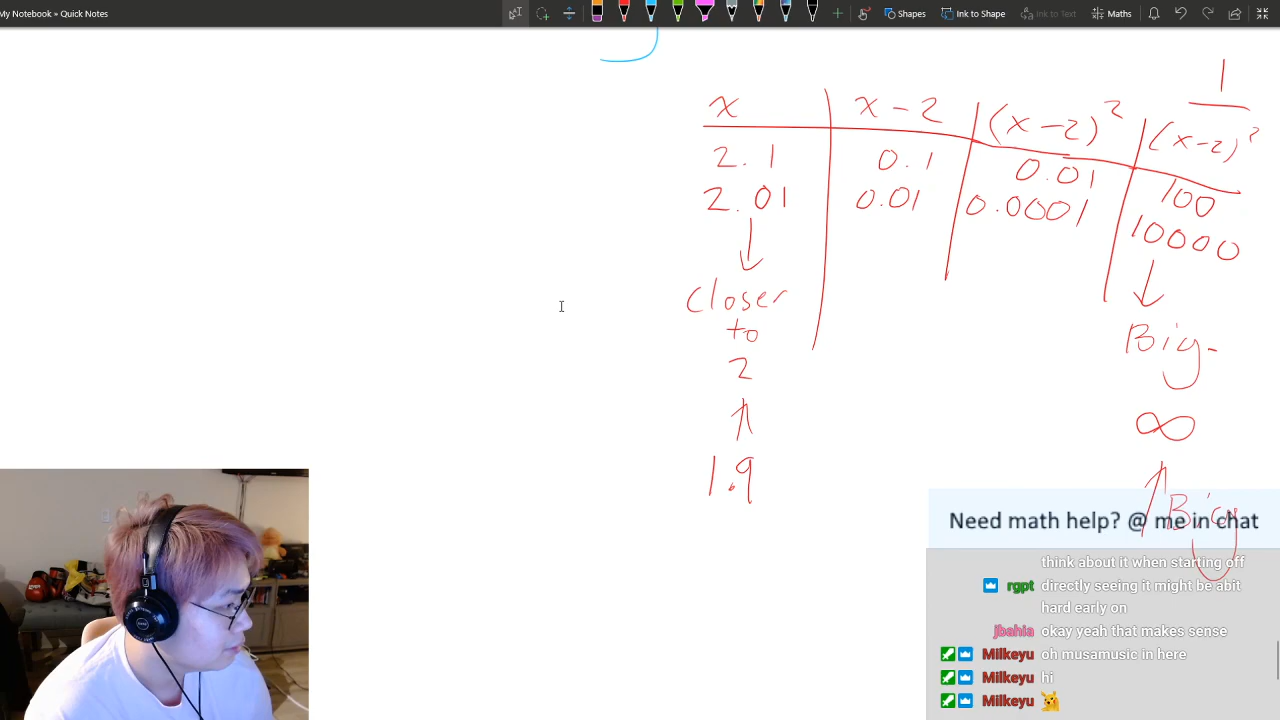 My Notebook » Quick Notes
Shapes
Ink to Shape
Ink to Text
Maths
x
x - 2
(x - 2)²
1
(x-2)²
2.1
0.1
0.01
100
2.01
0.01
0.0001
10000
↓
↓
Closer
to
2
Big-
↑
∞
1.9
↑
Big
Need math help? @ me in chat
think about it when starting off
rgpt directly seeing it might be abit
hard early on
jbahia okay yeah that makes sense
Milkeyu oh musamusic in here
Milkeyu hi
Milkeyu